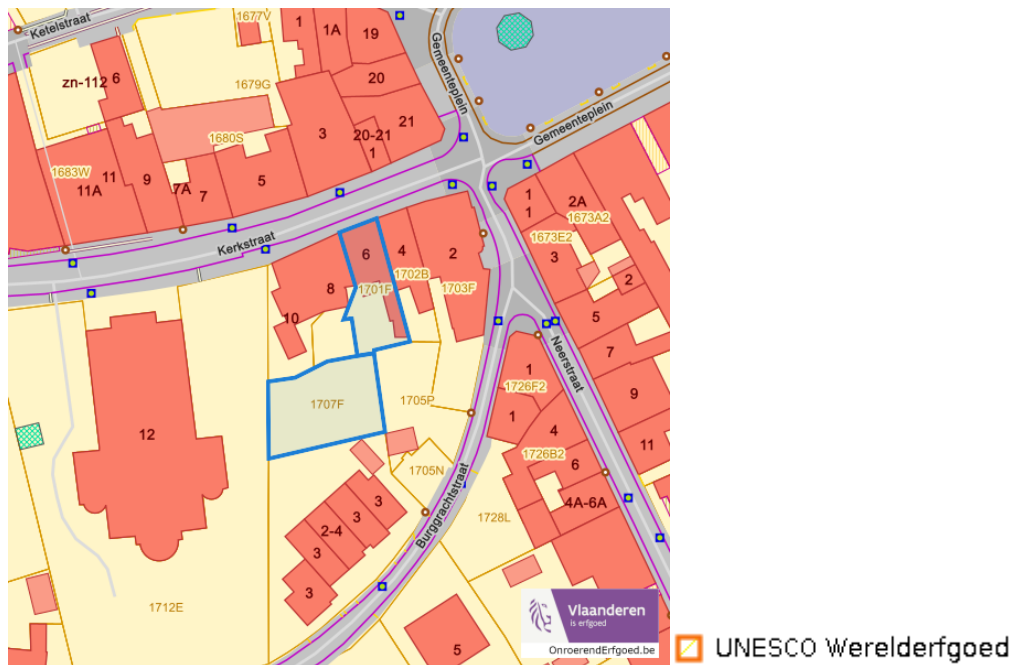 Ketelstraat
1677V
1
1A
19
Gemeenteplein
zn-112
6
1679G
20
21
20-21
1
Gemeenteplein
1680S
3
1683W
11A
11
9
7A
7
5
1
1
2A
1673A2
1673E2
3
2
Kerkstraat
6
4
2
1702B
1701F
1703F
8
10
5
Neerstraat
7
1
1726F2
9
1707F
1705P
1
4
11
12
1726B2
6
1705N
4A-6A
3
3
2-4
3
3
Burggrachtstraat
1728L
1712E
5
Vlaanderen
is erfgoed
OnroerendErfgoed.be
UNESCO Werelderfgoed